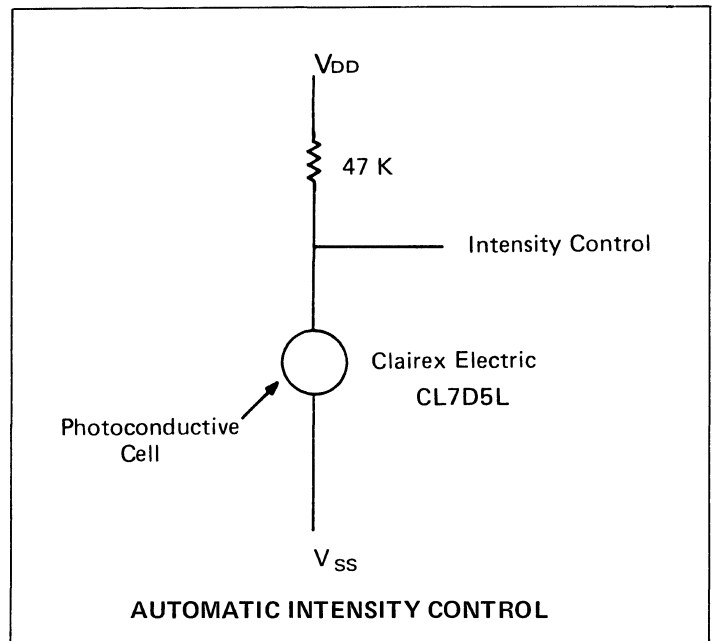 VDD
47 K
Intensity Control
Clairex Electric
CL7D5L
Photoconductive
Cell
VSS
AUTOMATIC INTENSITY CONTROL